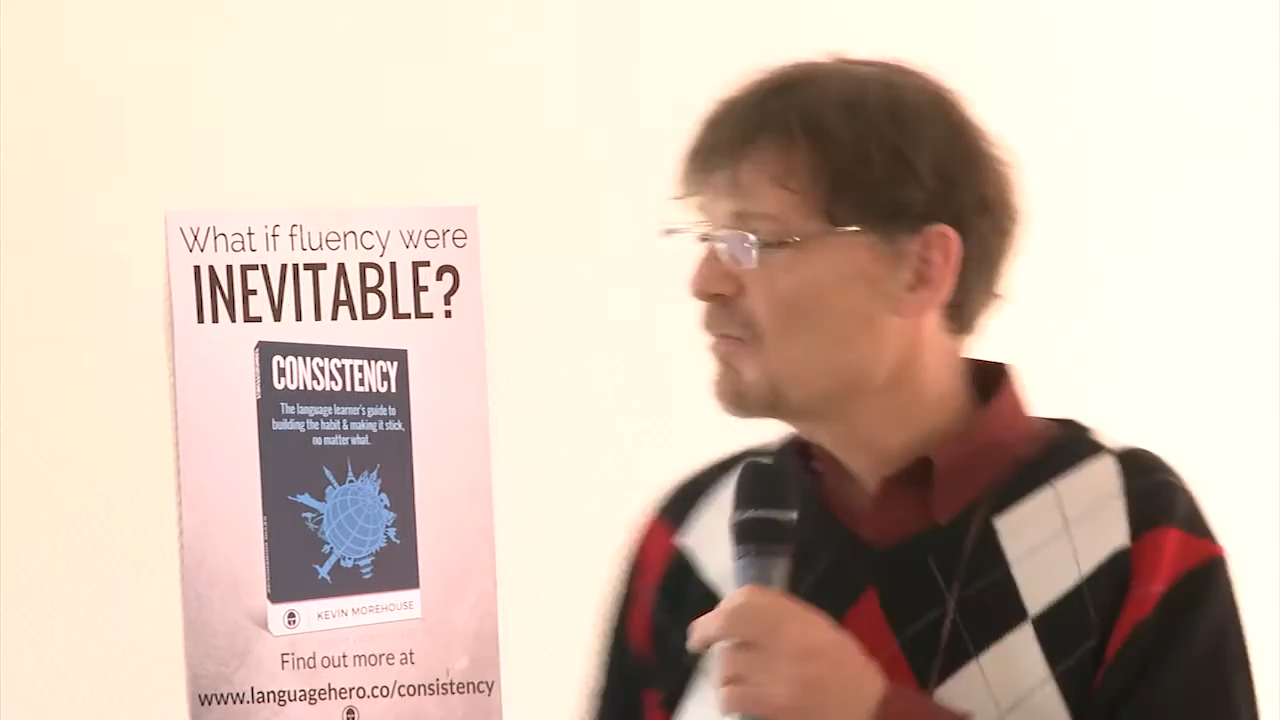 What if fluency were
INEVITABLE?
CONSISTENCY
The language learner's guide to
building the habit & making it stick,
no matter what.
KEVIN MOREHOUSE
Find out more at
www.languagehero.co/consistency